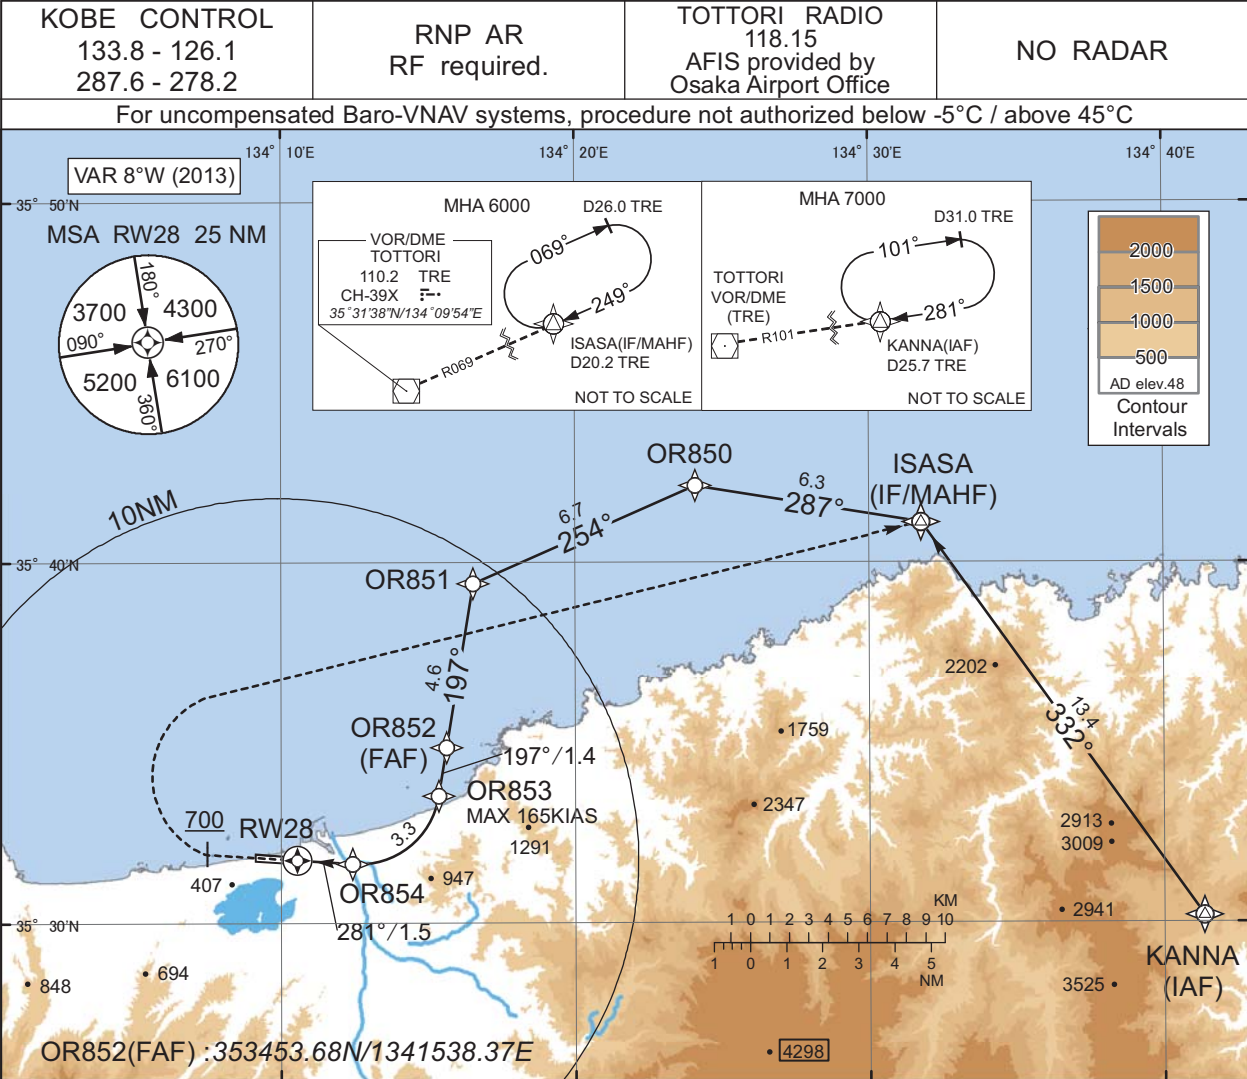 KOBE CONTROL
133.8 - 126.1
287.6 - 278.2
RNP AR
RF required.
TOTTORI RADIO
118.15
AFIS provided by
Osaka Airport Office
NO RADAR
For uncompensated Baro-VNAV systems, procedure not authorized below -5°C / above 45°C
134° 10'E
134° 20'E
134° 30'E
134° 40'E
VAR 8°W (2013)
35° 50'N
MSA RW28 25 NM
180°
3700
4300
090°
270°
5200
6100
360°
MHA 6000
D26.0 TRE
VOR/DME
TOTTORI
110.2 TRE
CH-39X
35°31'38"N/134°09'54"E
069°
249°
R069
ISASA(IF/MAHF)
D20.2 TRE
NOT TO SCALE
MHA 7000
D31.0 TRE
101°
281°
TOTTORI
VOR/DME
(TRE)
R101
KANNA(IAF)
D25.7 TRE
NOT TO SCALE
2000
1500
1000
500
AD elev.48
Contour
Intervals
OR850
ISASA
(IF/MAHF)
6.3
287°
10NM
6.7
254°
35° 40'N
OR851
4.6
197°
2202
13.4
332°
OR852
(FAF)
1759
197°/1.4
OR853
MAX 165KIAS
2347
700
RW28
3.3
1291
2913
3009
407
OR854
947
2941
35° 30'N
281°/1.5
KM
1 0 1 2 3 4 5 6 7 8 9 10
1 0 1 2 3 4 5
NM
KANNA
(IAF)
694
848
3525
OR852(FAF) :353453.68N/1341538.37E
4298